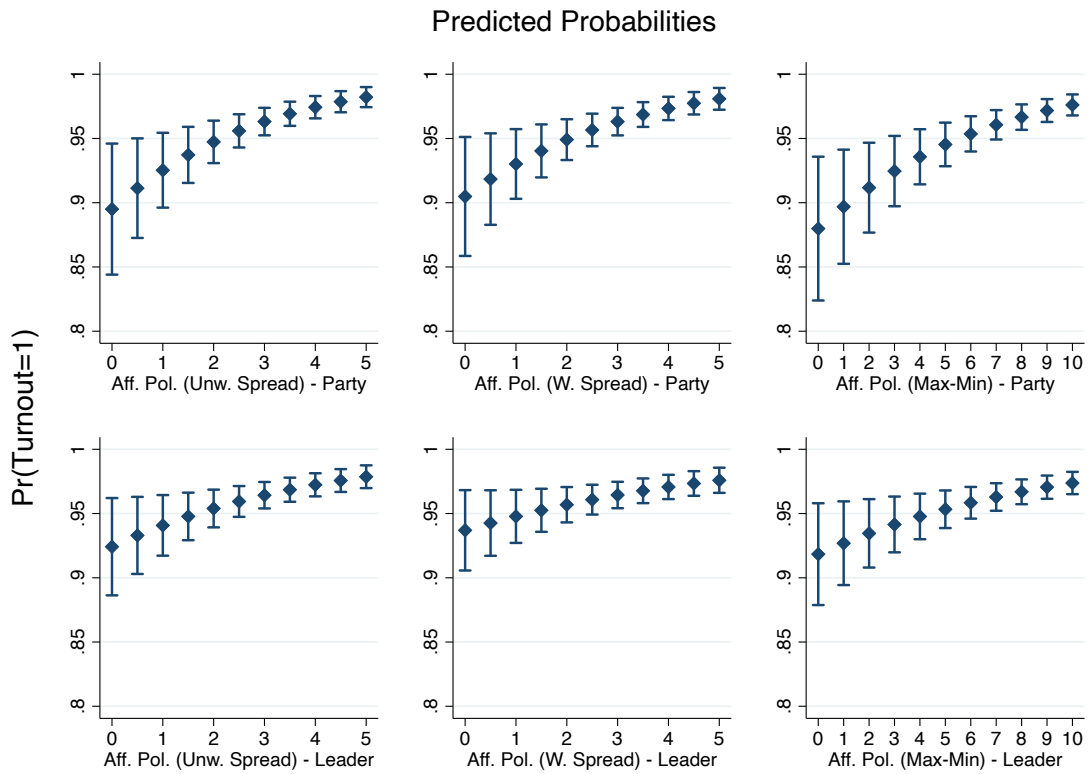 Predicted Probabilities
Pr(Turnout=1)
1
.95
.9
.85
.8
0 1 2 3 4 5
Aff. Pol. (Unw. Spread) - Party
1
.95
.9
.85
.8
0 1 2 3 4 5
Aff. Pol. (W. Spread) - Party
1
.95
.9
.85
.8
0 1 2 3 4 5 6 7 8 9 10
Aff. Pol. (Max-Min) - Party
1
.95
.9
.85
.8
0 1 2 3 4 5
Aff. Pol. (Unw. Spread) - Leader
1
.95
.9
.85
.8
0 1 2 3 4 5
Aff. Pol. (W. Spread) - Leader
1
.95
.9
.85
.8
0 1 2 3 4 5 6 7 8 9 10
Aff. Pol. (Max-Min) - Leader